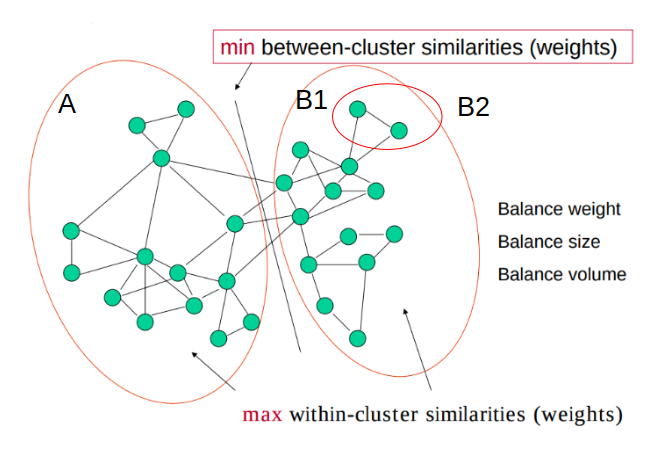 min between-cluster similarities (weights)
A
B1
B2
Balance weight
Balance size
Balance volume
max within-cluster similarities (weights)